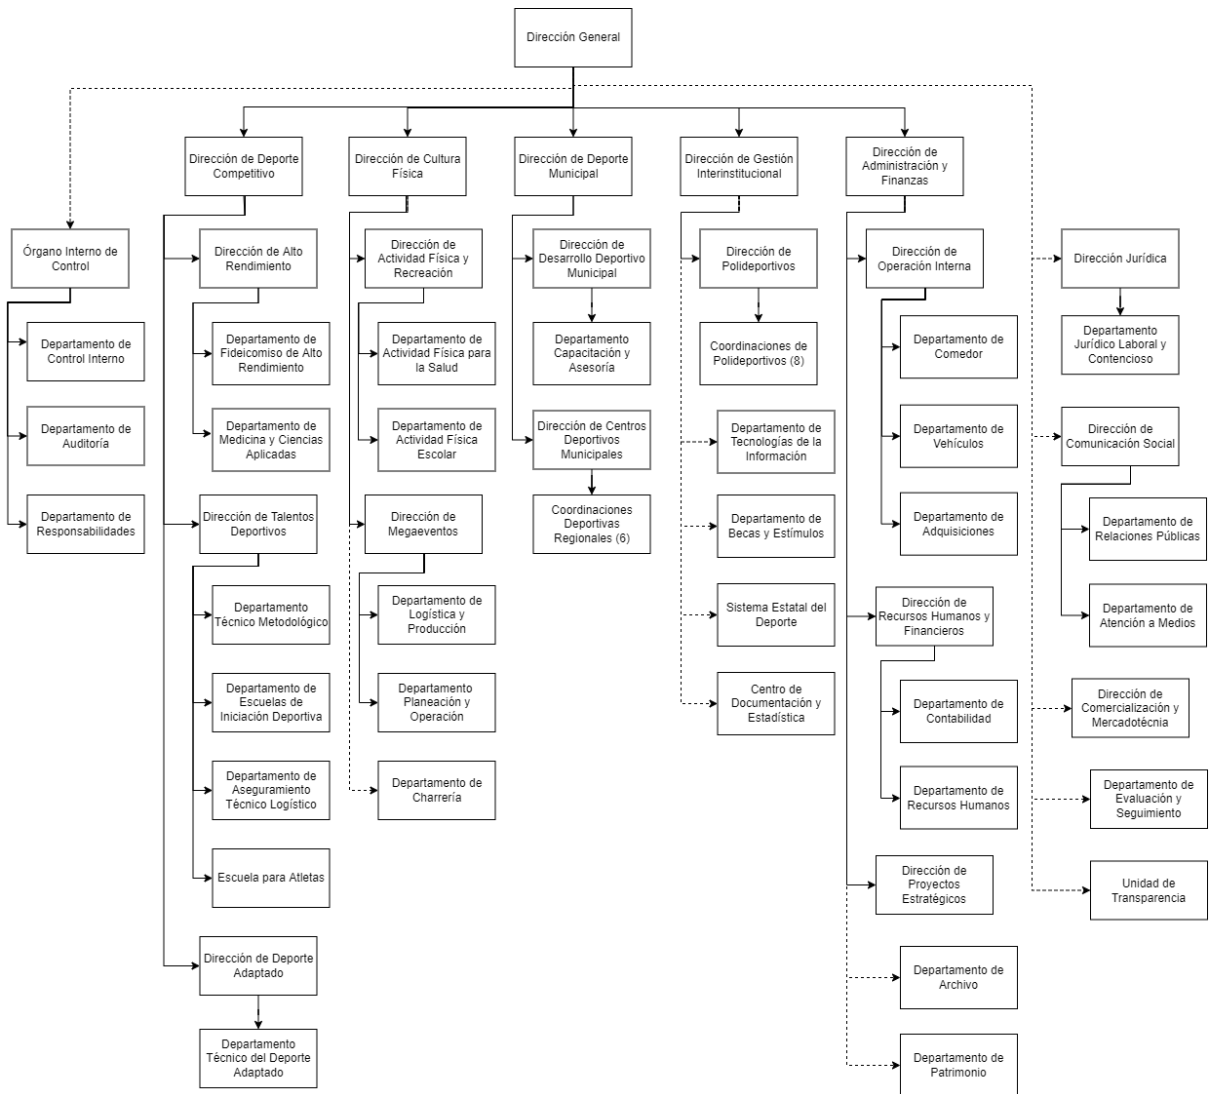 Dirección General
Dirección de Deporte
Competitivo
Dirección de Cultura
Física
Dirección de Deporte
Municipal
Dirección de Gestión
Interinstitucional
Dirección de
Administración y
Finanzas
Órgano Interno de
Control
Departamento de
Control Interno
Departamento de
Auditoría
Departamento de
Responsabilidades
Dirección de Alto
Rendimiento
Departamento de
Fideicomiso de Alto
Rendimiento
Departamento de
Medicina y Ciencias
Aplicadas
Dirección de Talentos
Deportivos
Departamento
Técnico Metodológico
Departamento de
Escuelas de
Iniciación Deportiva
Departamento de
Aseguramiento
Técnico Logístico
Escuela para Atletas
Dirección de Deporte
Adaptado
Departamento
Técnico del Deporte
Adaptado
Dirección de
Actividad Física y
Recreación
Departamento de
Actividad Física para
la Salud
Departamento de
Actividad Física
Escolar
Dirección de
Megaeventos
Departamento de
Logística y
Producción
Departamento
Planeación y
Operación
Departamento de
Charrería
Dirección de
Desarrollo Deportivo
Municipal
Departamento
Capacitación y
Asesoría
Dirección de Centros
Deportivos
Municipales
Coordinaciones
Deportivas
Regionales (6)
Dirección de
Polideportivos
Coordinaciones de
Polideportivos (8)
Departamento de
Tecnologías de la
Información
Departamento de
Becas y Estímulos
Sistema Estatal del
Deporte
Centro de
Documentación y
Estadística
Dirección de
Operación Interna
Departamento de
Comedor
Departamento de
Vehículos
Departamento de
Adquisiciones
Dirección de
Recursos Humanos y
Financieros
Departamento de
Contabilidad
Departamento de
Recursos Humanos
Dirección de
Proyectos
Estratégicos
Departamento de
Archivo
Departamento de
Patrimonio
Dirección Jurídica
Departamento
Jurídico Laboral y
Contencioso
Dirección de
Comunicación Social
Departamento de
Relaciones Públicas
Departamento de
Atención a Medios
Dirección de
Comercialización y
Mercadotécnia
Departamento de
Evaluación y
Seguimiento
Unidad de
Transparencia